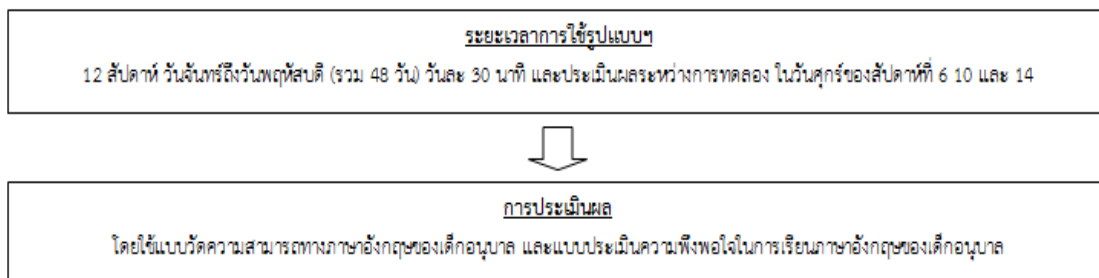 ระยะเวลาการใช้รูปแบบฯ
12 สัปดาห์ วันจันทร์ถึงวันพฤหัสบดี (รวม 48 วัน) วันละ 30 นาที และประเมินผลระหว่างการทดลอง ในวันศุกร์ของสัปดาห์ที่ 6 10 และ 14
การประเมินผล
โดยใช้แบบวัดความสามารถทางภาษาอังกฤษของเด็กอนุบาล และแบบประเมินความพึงพอใจในการเรียนภาษาอังกฤษของเด็กอนุบาล